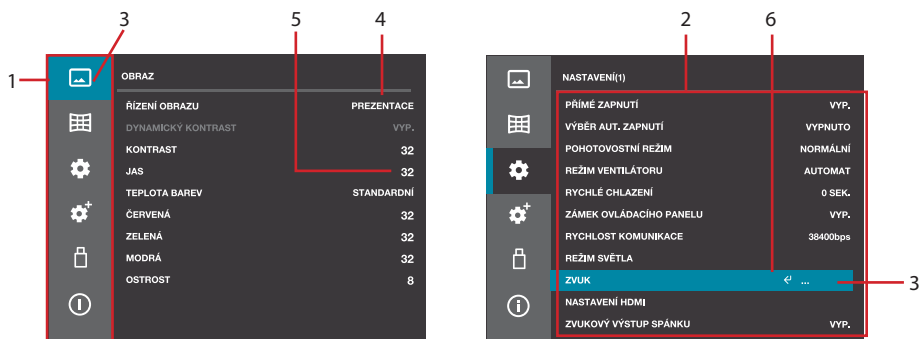 5
3
4
1
OBRAZ
ŘÍZENÍ OBRAZU PREZENTACE
DYNAMICKÝ KONTRAST VYP.
KONTRAST 32
JAS 32
TEPLOTA BAREV STANDARDNÍ
ČERVENÁ 32
ZELENÁ 32
MODRÁ 32
OSTROST 8
2
6
NASTAVENÍ(1)
PŘÍMÉ ZAPNUTÍ VYP.
VÝBĚR AUT. ZAPNUTÍ VYPNUTO
POHOTOVOSTNÍ REŽIM NORMÁLNÍ
REŽIM VENTILÁTORU AUTOMAT
RYCHLÉ CHLAZENÍ 0 SEK.
ZÁMEK OVLÁDACÍHO PANELU VYP.
RYCHLOST KOMUNIKACE 38400bps
REŽIM SVĚTLA
ZVUK ...
3
NASTAVENÍ HDMI
ZVUKOVÝ VÝSTUP SPÁNKU VYP.